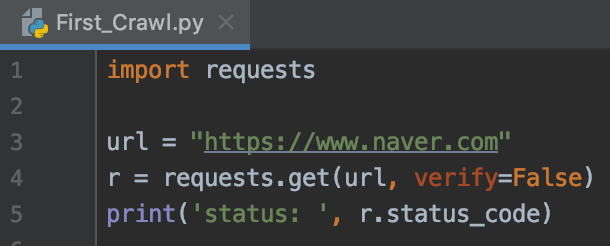 First_Crawl.py
1 import requests
2
3 url = "https://www.naver.com"
4 r = requests.get(url, verify=False)
5 print('status: ', r.status_code)